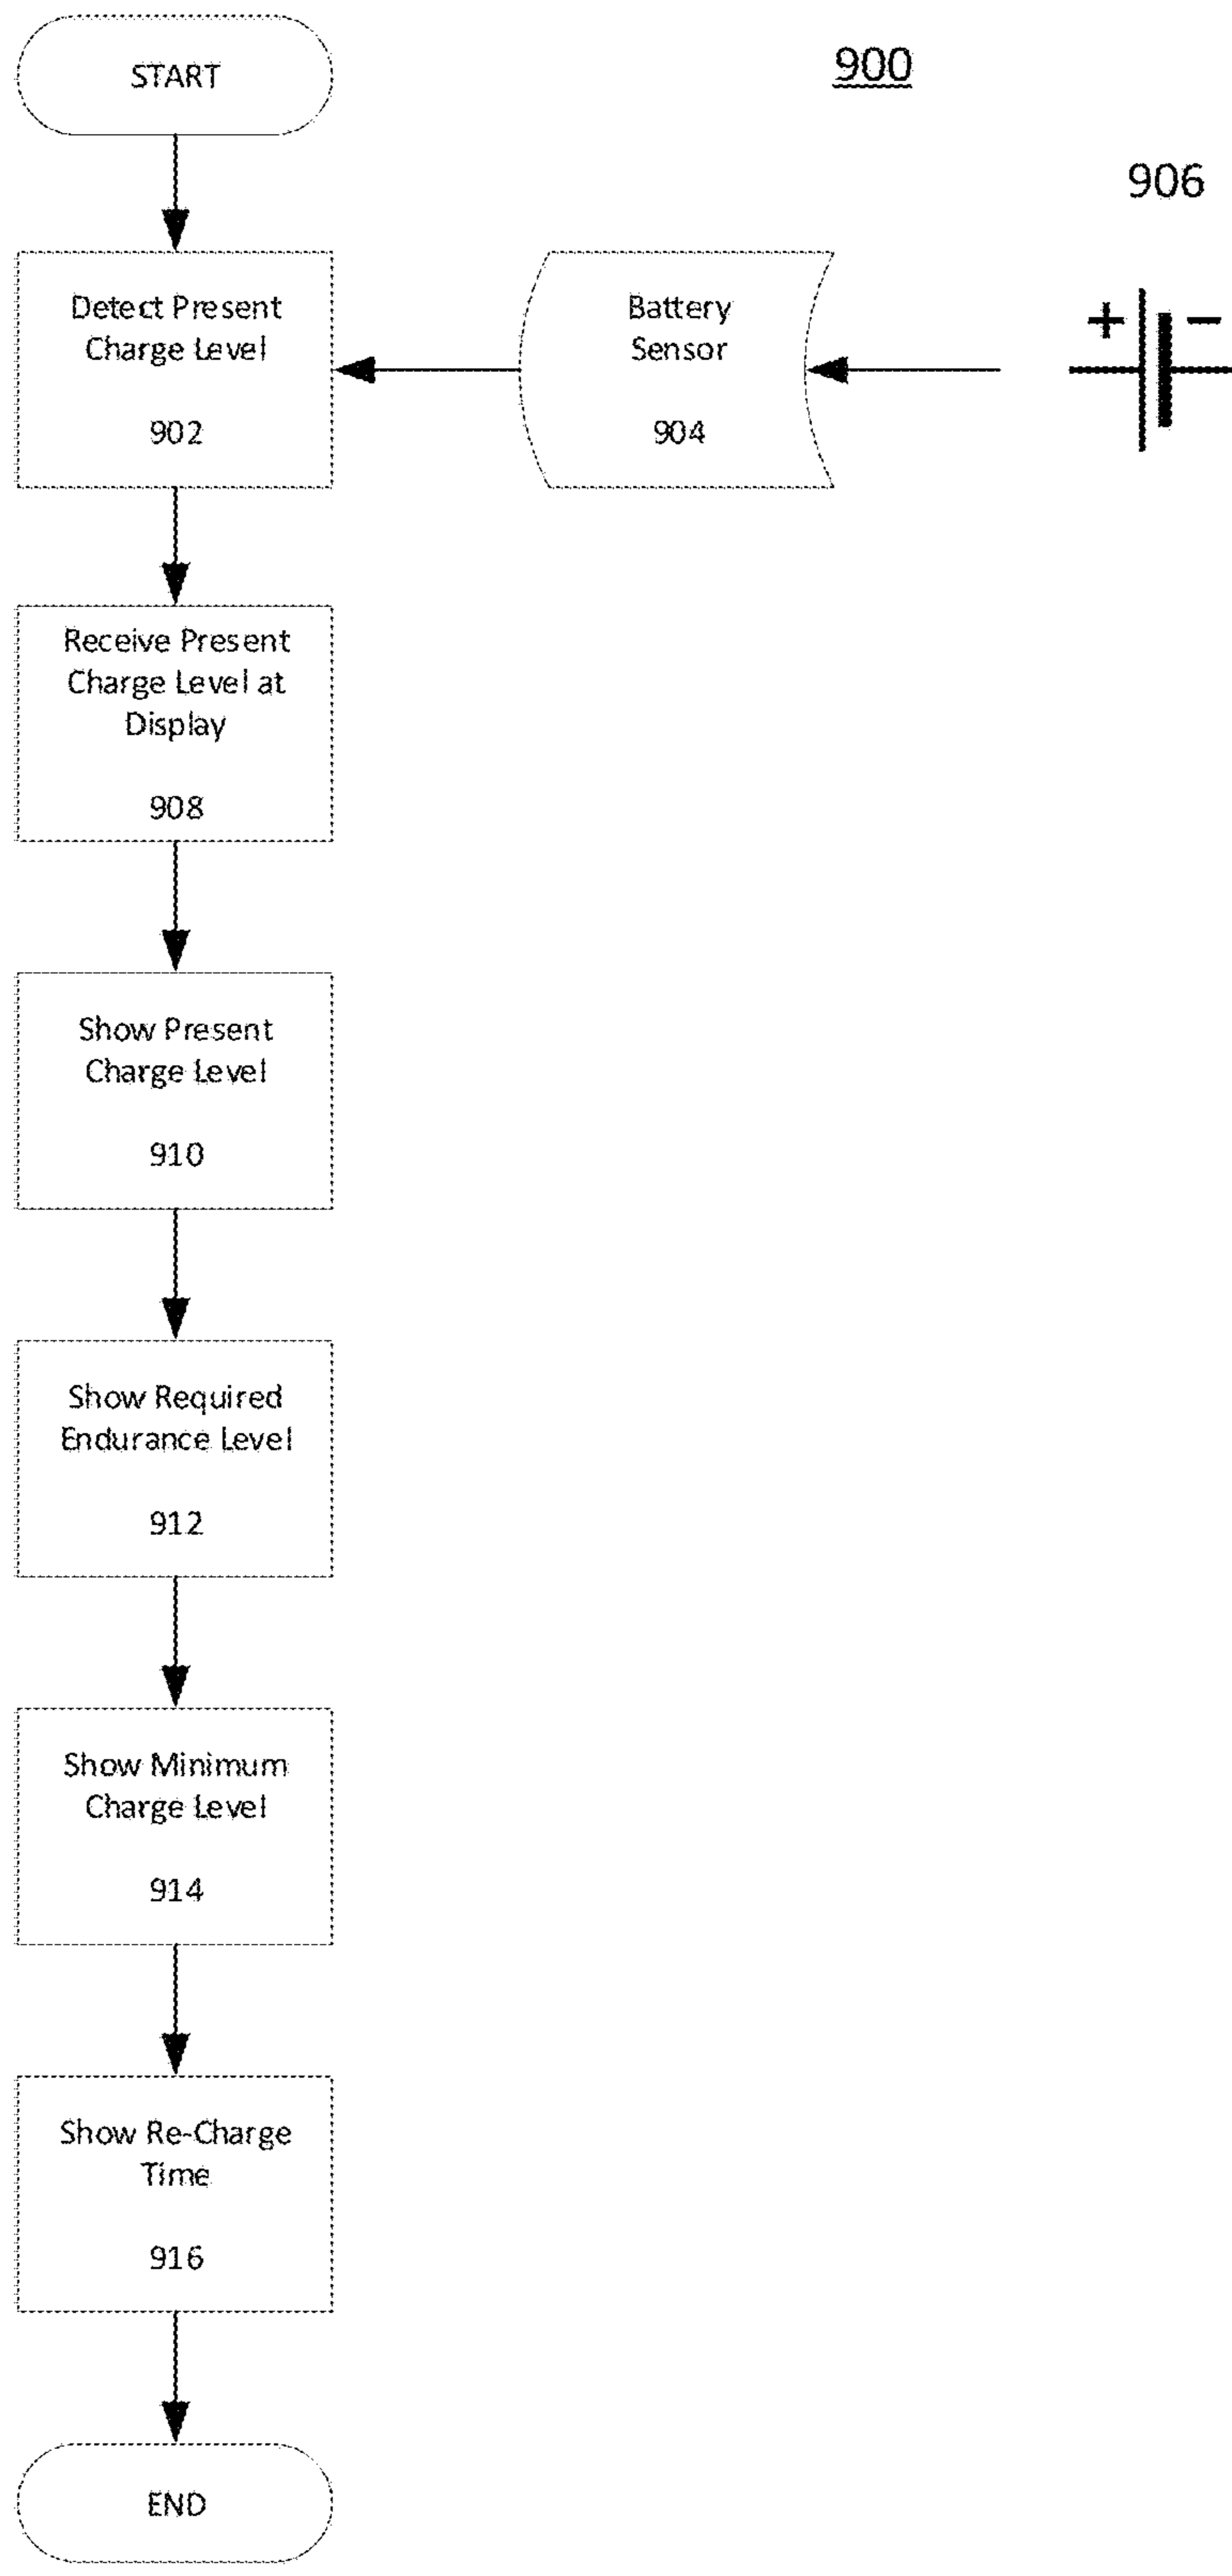 START
900
906
Detect Present
Charge Level
902
Battery
Sensor
904
+ −
Receive Present
Charge Level at
Display
908
Show Present
Charge Level
910
Show Required
Endurance Level
912
Show Minimum
Charge Level
914
Show Re-Charge
Time
916
END